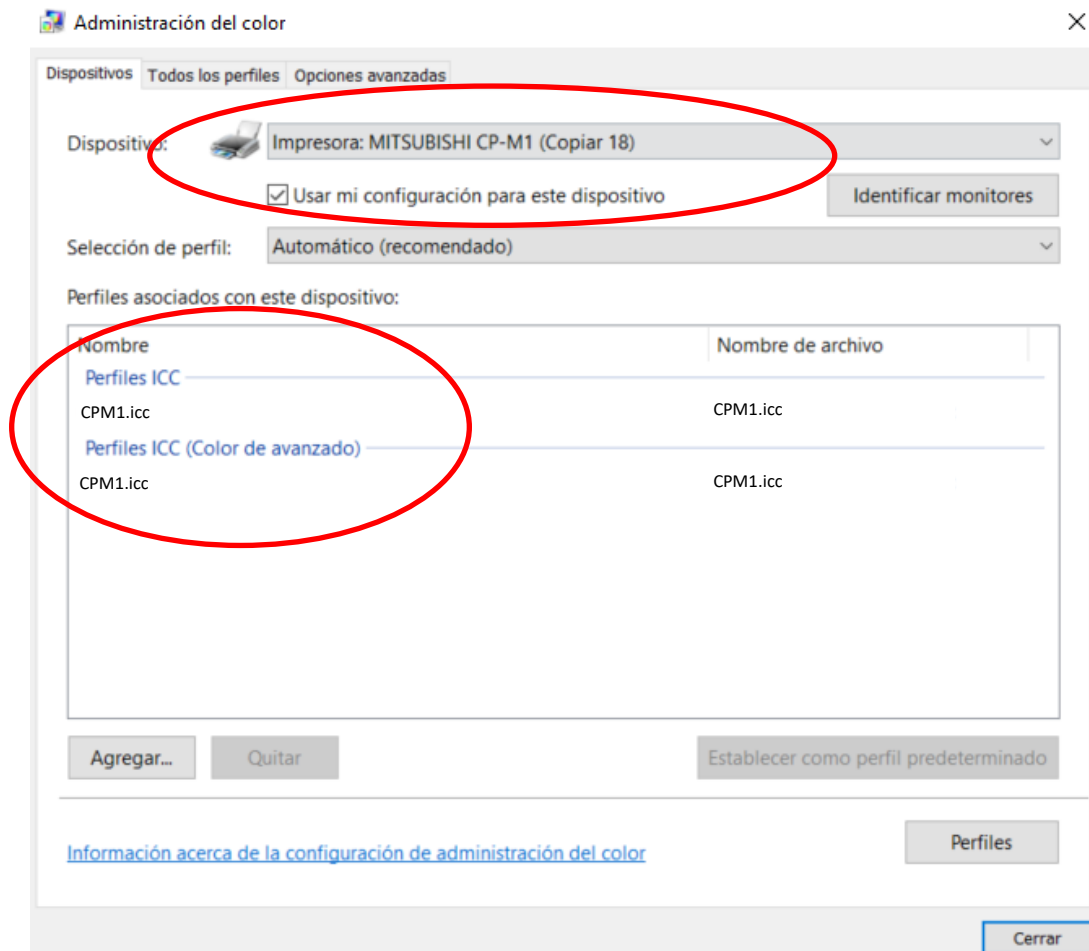 Administración del color
Dispositivos Todos los perfiles Opciones avanzadas
Dispositivo: Impresora: MITSUBISHI CP-M1 (Copiar 18)
Usar mi configuración para este dispositivo Identificar monitores
Selección de perfil: Automático (recomendado)
Perfiles asociados con este dispositivo:
Nombre Nombre de archivo
Perfiles ICC
CPM1.icc CPM1.icc
Perfiles ICC (Color de avanzado)
CPM1.icc CPM1.icc
Agregar... Quitar Establecer como perfil predeterminado
Información acerca de la configuración de administración del color Perfiles
Cerrar